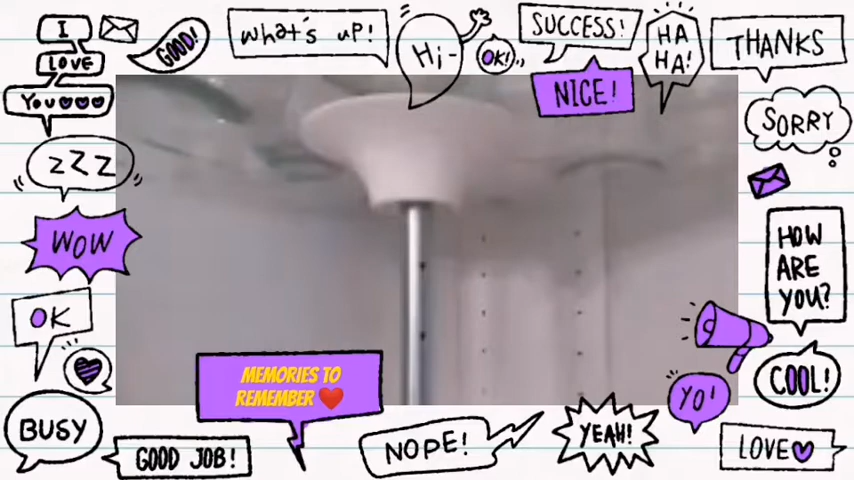 I
LOVE
YOU
GOOD!
what's up!
Hi-
OK!
SUCCESS!
NICE!
HA
HA!
THANKS
zZZ
SORRY
WOW
HOW
ARE
YOU?
OK
MEMORIES TO
REMEMBER ❤️
COOL!
YO!
BUSY
GOOD JOB!
NOPE!
YEAH!
LOVE